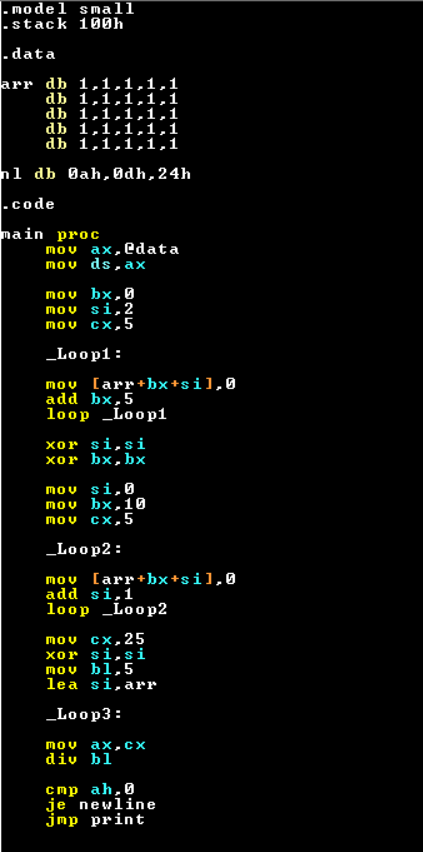 .model small
.stack 100h
.data
arr db 1,1,1,1,1
db 1,1,1,1,1
db 1,1,1,1,1
db 1,1,1,1,1
db 1,1,1,1,1
nl db 0ah,0dh,24h
.code
main proc
mov ax,@data
mov ds,ax
mov bx,0
mov si,2
mov cx,5
_Loop1:
mov [arr+bx+si],0
add bx,5
loop _Loop1
xor si,si
xor bx,bx
mov si,0
mov bx,10
mov cx,5
_Loop2:
mov [arr+bx+si],0
add si,1
loop _Loop2
mov cx,25
xor si,si
mov bl,5
lea si,arr
_Loop3:
mov ax,cx
div bl
cmp ah,0
je newline
jmp print